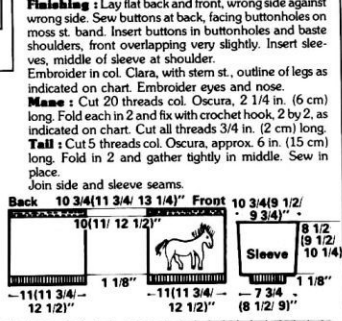 Finishing : Lay flat back and front, wrong side against
wrong side. Sew buttons at back, facing buttonholes on
moss st. band. Insert buttons in buttonholes and baste
shoulders, front overlapping very slightly. Insert slee-
ves, middle of sleeve at shoulder.
Embroider in col. Clara, with stem st., outline of legs as
indicated on chart. Embroider eyes and nose.
Mane : Cut 20 threads col. Oscura, 2 1/4 in. (6 cm)
long. Fold each in 2 and fix with crochet hook, 2 by 2, as
indicated on chart. Cut all threads 3/4 in. (2 cm) long.
Tail : Cut 5 threads col. Oscura, approx. 6 in. (15 cm)
long. Fold in 2 and gather tightly in middle. Sew in
place.
Join side and sleeve seams.
Back 10 3/4(11 3/4/ 13 1/4)" Front 10 3/4(9 1/2/
9 3/4)"
10(11/ 12 1/2)"
8 1/2
(9 1/2/
10 1/4)
Sleeve
1 1/8" 1 1/8"
11(11 3/4/ 11(11 3/4/ 7 3/4
12 1/2)" 12 1/2)" (8 1/2/ 9)"